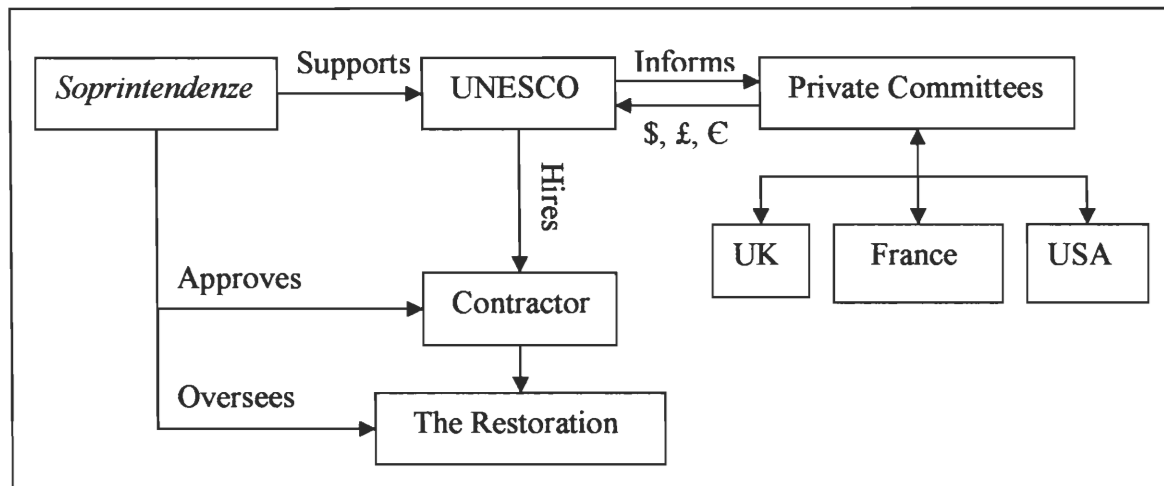 Soprintendenze
Supports
UNESCO
Informs
$, £, €
Private Committees
Hires
UK
France
USA
Approves
Contractor
Oversees
The Restoration